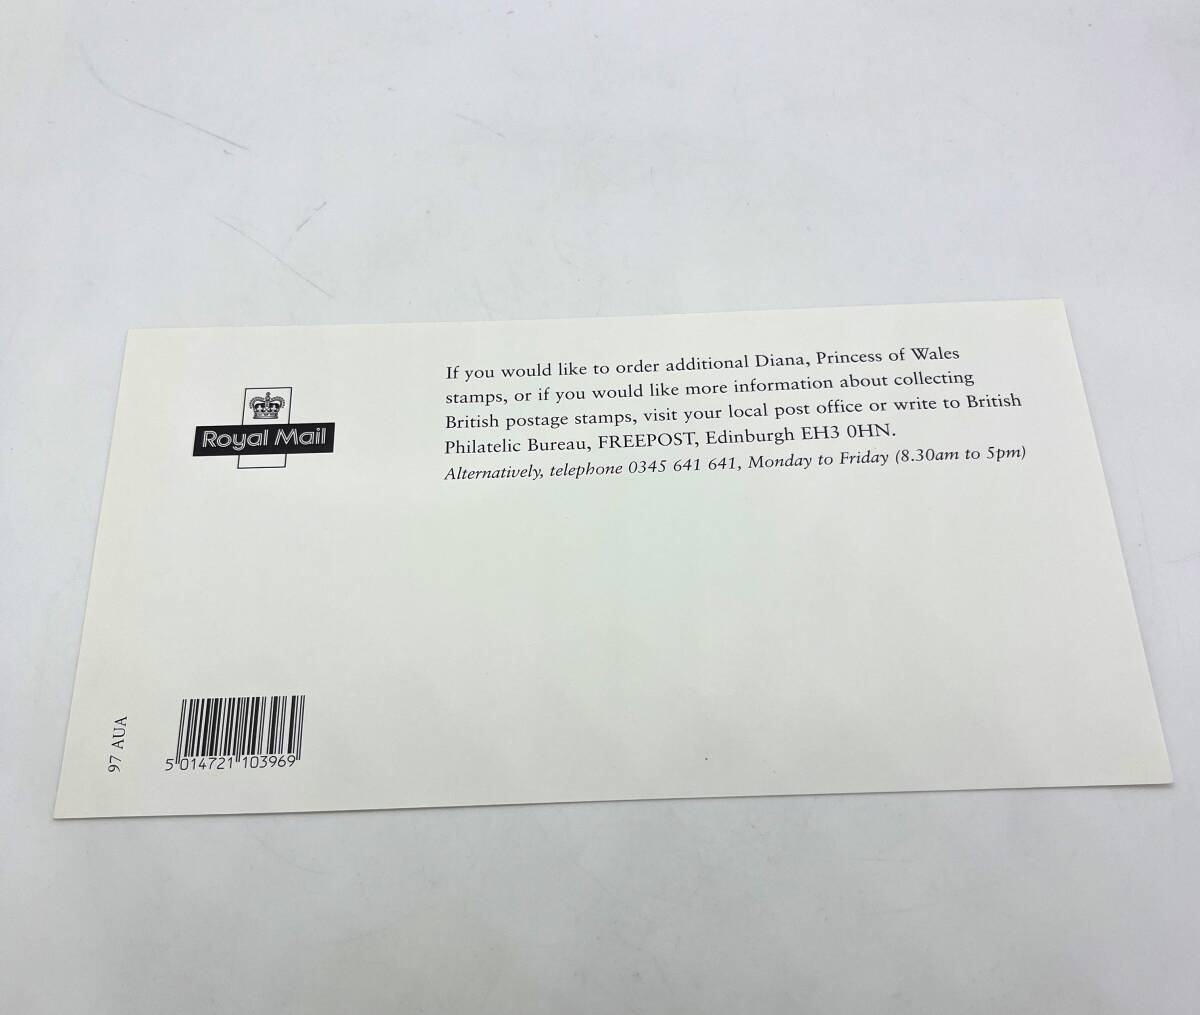 Royal Mail
If you would like to order additional Diana, Princess of Wales
stamps, or if you would like more information about collecting
British postage stamps, visit your local post office or write to British
Philatelic Bureau, FREEPOST, Edinburgh EH3 0HN.
Alternatively, telephone 0345 641 641, Monday to Friday (8.30am to 5pm)
97 AUA
5 014721 103969